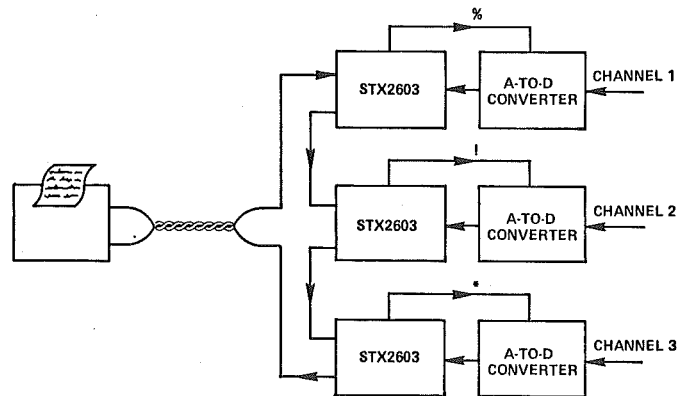 %
STX2603
A-TO-D
CONVERTER
CHANNEL 1
!
STX2603
A-TO-D
CONVERTER
CHANNEL 2
*
STX2603
A-TO-D
CONVERTER
CHANNEL 3